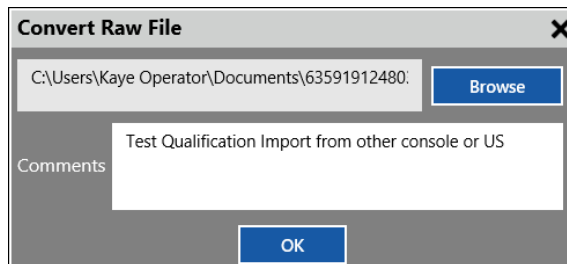 Convert Raw File
C:\Users\Kaye Operator\Documents\63591912480
Browse
Comments
Test Qualification Import from other console or US
OK